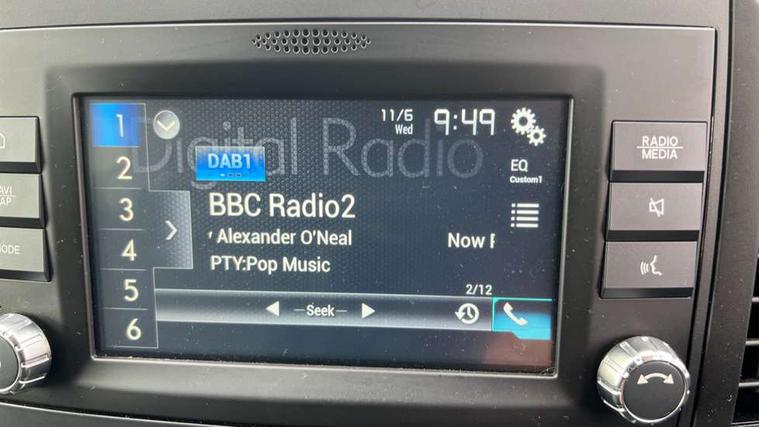 Digital Radio
1
2
3
4
5
6
DAB1
11/6
Wed
9:49
EQ
Custom1
BBC Radio2
' Alexander O'Neal
Now
PTY:Pop Music
2/12
Seek
RADIO
MEDIA